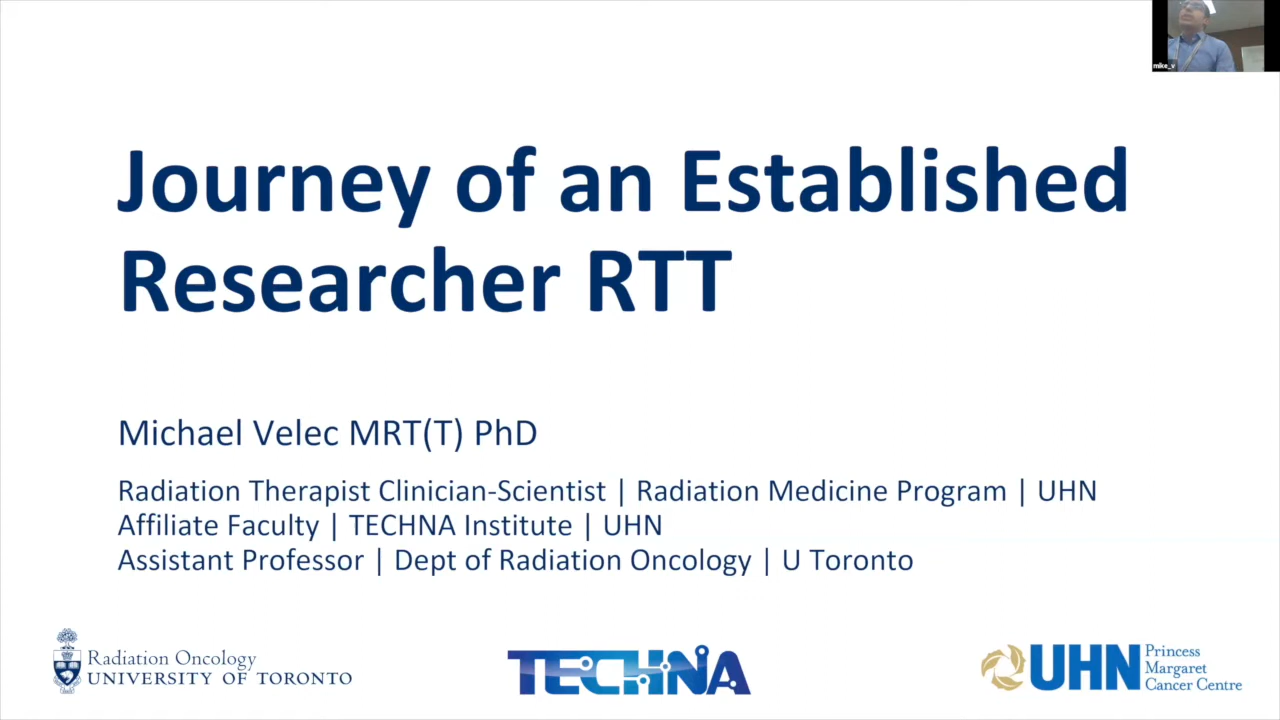 mike_v
Journey of an Established
Researcher RTT
Michael Velec MRT(T) PhD
Radiation Therapist Clinician-Scientist | Radiation Medicine Program | UHN
Affiliate Faculty | TECHNA Institute | UHN
Assistant Professor | Dept of Radiation Oncology | U Toronto
Radiation Oncology
UNIVERSITY OF TORONTO
TECHNA
UHN
Princess
Margaret
Cancer Centre